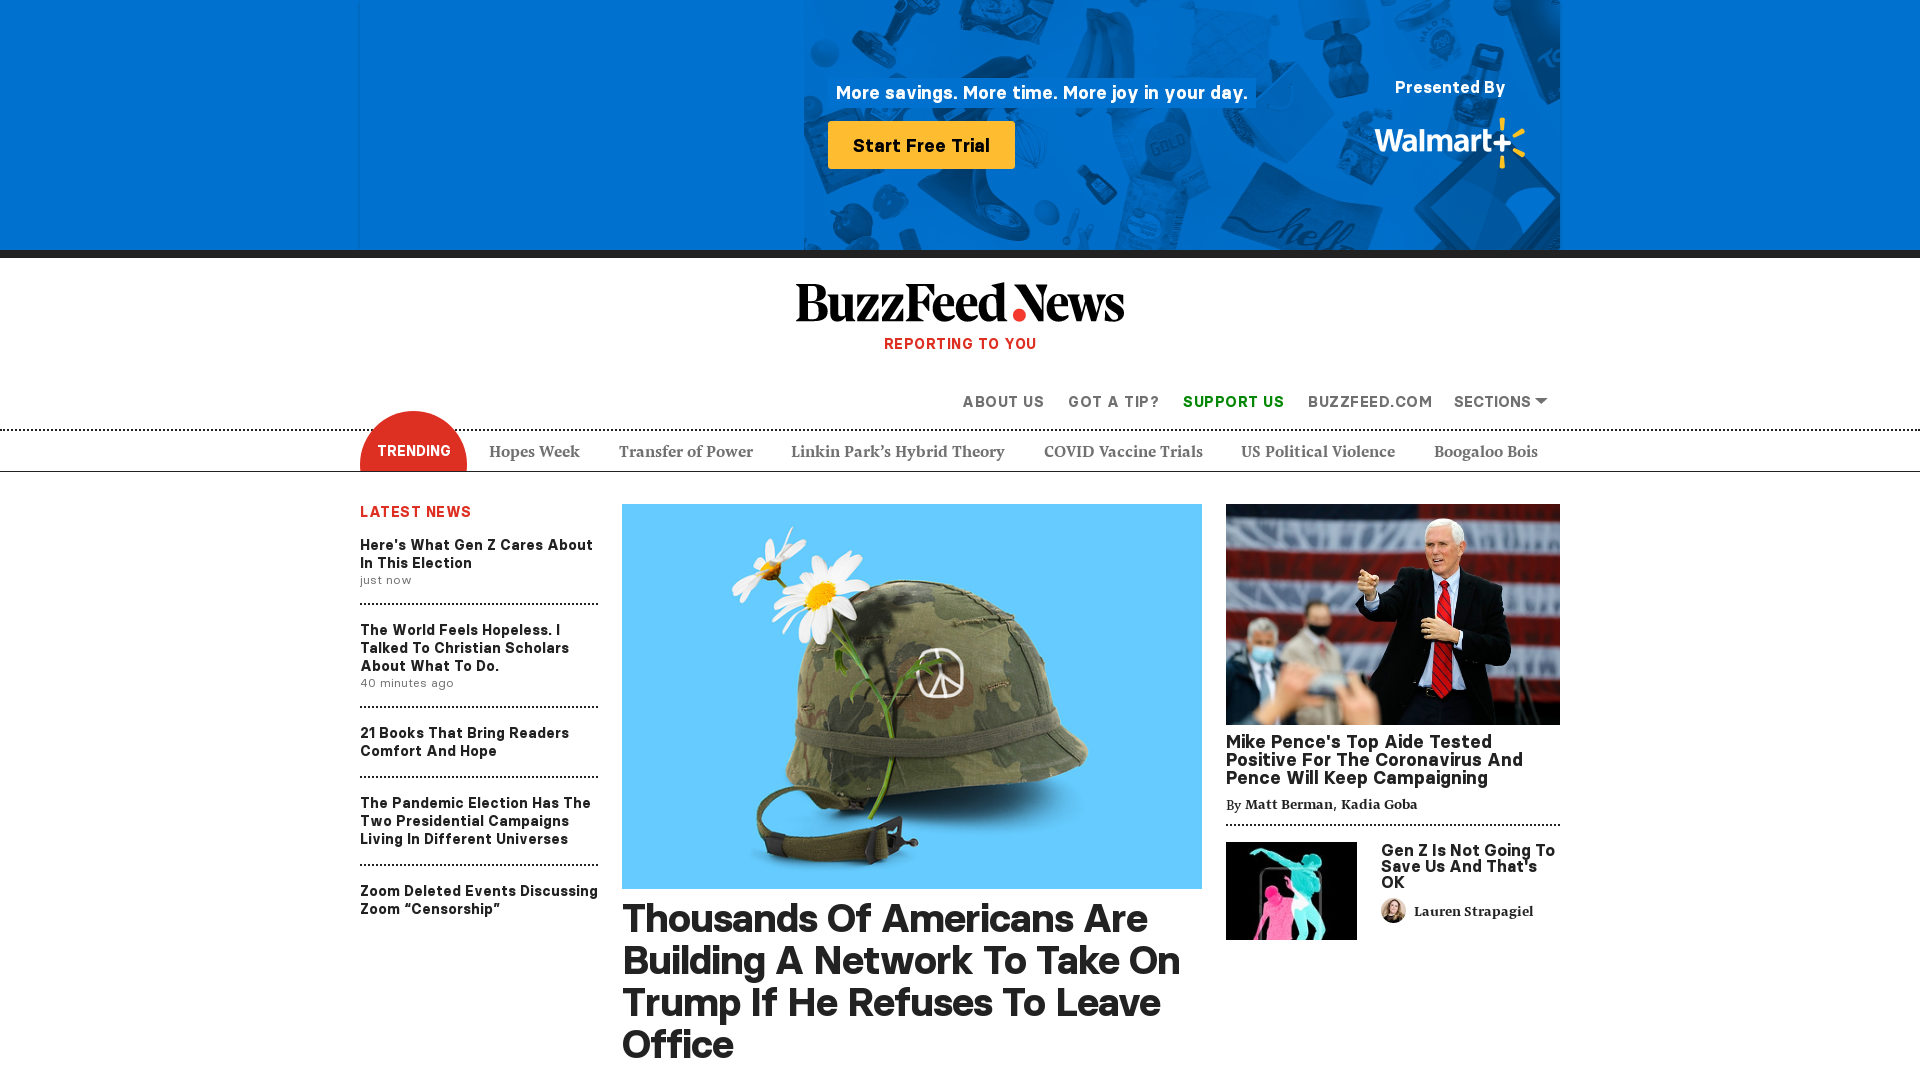 More savings. More time. More joy in your day.
Start Free Trial
Presented By
Walmart+
GOLD
hello
BuzzFeed News
REPORTING TO YOU
ABOUT US
GOT A TIP?
SUPPORT US
BUZZFEED.COM
SECTIONS
TRENDING
Hopes Week
Transfer of Power
Linkin Park’s Hybrid Theory
COVID Vaccine Trials
US Political Violence
Boogaloo Bois
LATEST NEWS
Here's What Gen Z Cares About
In This Election
just now
The World Feels Hopeless. I
Talked To Christian Scholars
About What To Do.
40 minutes ago
21 Books That Bring Readers
Comfort And Hope
The Pandemic Election Has The
Two Presidential Campaigns
Living In Different Universes
Zoom Deleted Events Discussing
Zoom “Censorship”
Thousands Of Americans Are
Building A Network To Take On
Trump If He Refuses To Leave
Office
Mike Pence's Top Aide Tested
Positive For The Coronavirus And
Pence Will Keep Campaigning
By Matt Berman, Kadia Goba
Gen Z Is Not Going To
Save Us And That's
OK
Lauren Strapagiel